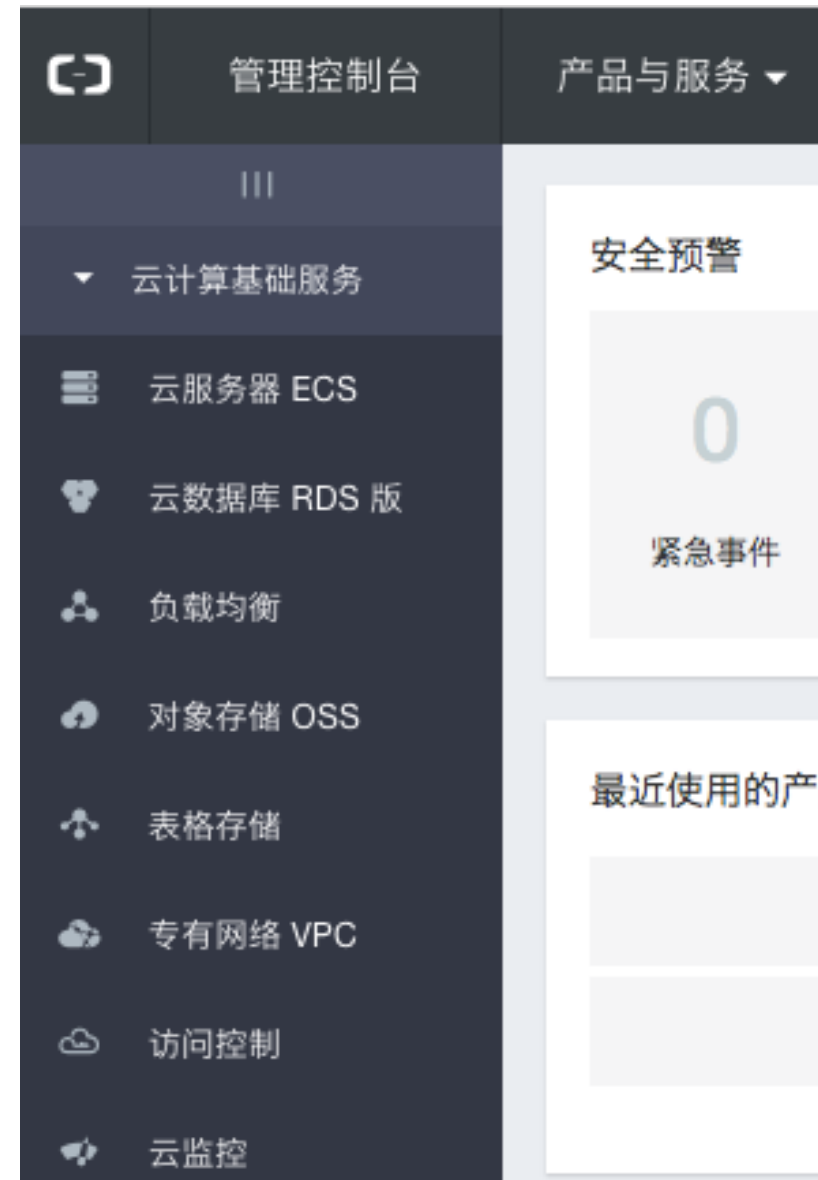 管理控制台
产品与服务
云计算基础服务
云服务器 ECS
云数据库 RDS 版
负载均衡
对象存储 OSS
表格存储
专有网络 VPC
访问控制
云监控
安全预警
0
紧急事件
最近使用的产